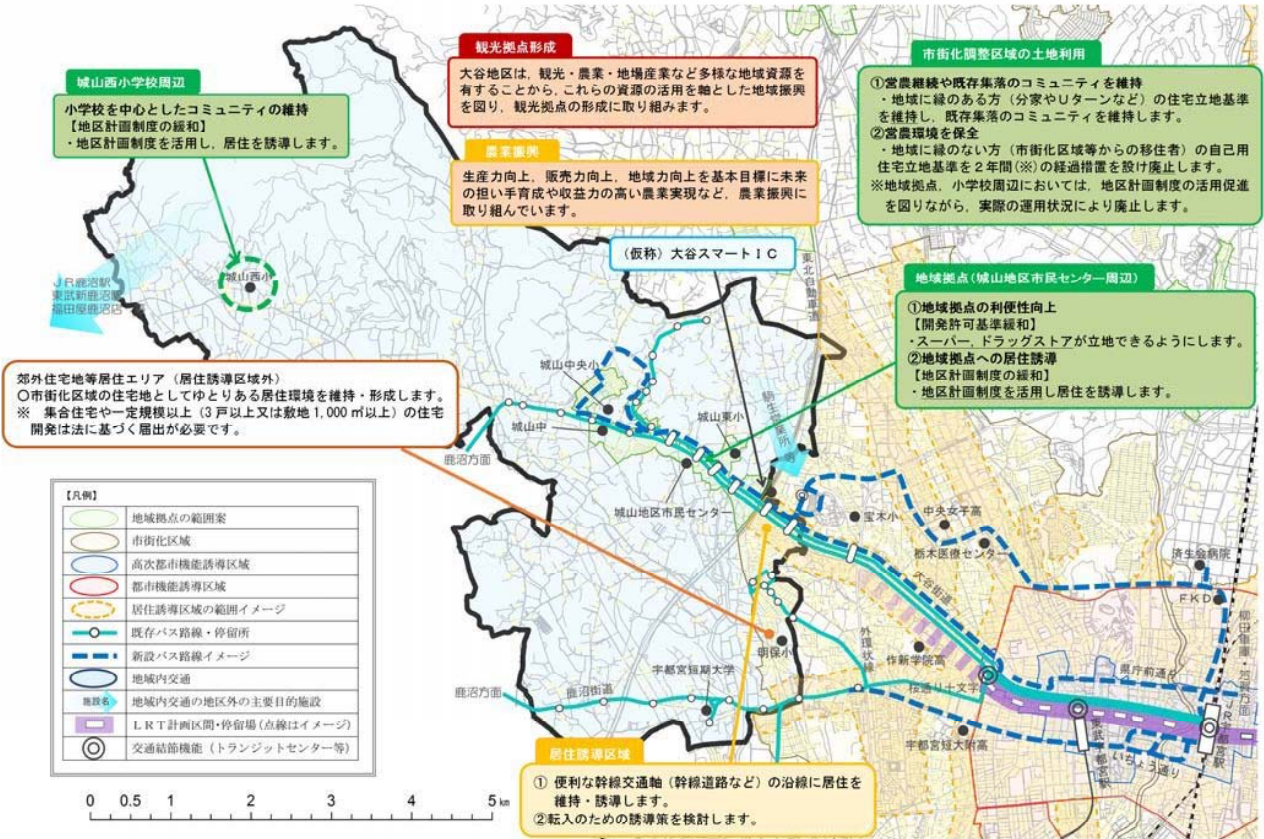 城山西小学校周辺
小学校を中心としたコミュニティの維持
【地区計画制度の緩和】
・地区計画制度を活用し，居住を誘導します。
観光拠点形成
大谷地区は，観光・農業・地場産業など多様な地域資源を
有することから，これらの資源の活用を軸とした地域振興
を図り，観光拠点の形成に取り組みます。
農業振興
生産力向上，販売力向上，地域力向上を基本目標に未来
の担い手育成や収益力の高い農業実現など，農業振興に
取り組んでいます。
市街化調整区域の土地利用
①営農継続や既存集落のコミュニティを維持
・地域に縁のある方（分家やUターンなど）の住宅立地基準
を維持し，既存集落のコミュニティを維持します。
②営農環境を保全
・地域に縁のない方（市街化区域等からの移住者）の自己用
住宅立地基準を２年間(※)の経過措置を設け廃止します。
※地域拠点，小学校周辺においては，地区計画制度の活用促進
を図りながら，実際の運用状況により廃止します。
（仮称）大谷スマートＩＣ
東北自動車道
地域拠点(城山地区市民センター周辺)
①地域拠点の利便性向上
【開発許可基準緩和】
・スーパー，ドラッグストアが立地できるようにします。
②地域拠点への居住誘導
【地区計画制度の緩和】
・地区計画制度を活用し居住を誘導します。
城山西小
ＪＲ鹿沼駅
東武新鹿沼駅
福田屋鹿沼店
郊外住宅地等居住エリア（居住誘導区域外）
〇市街化区域の住宅地としてゆとりある居住環境を維持・形成します。
※　集合住宅や一定規模以上（3戸以上又は敷地1,000㎡以上）の住宅
開発は法に基づく届出が必要です。
城山中央小
城山中
城山東小
鹿沼方面
城山地区市民センター
宝木小
中央女子高
栃木医療センター
済生会病院
ＦＫＤ
大谷街道
外環状線
作新学院高
明保小
宇都宮短期大学
桜通り十文字
県庁前通り
鹿沼方面
鹿沼街道
宇都宮短大附高
いちょう通り
東武宇都宮駅
ＪＲ宇都宮駅
【凡例】
地域拠点の範囲案
市街化区域
高次都市機能誘導区域
都市機能誘導区域
居住誘導区域の範囲イメージ
既存バス路線・停留所
新設バス路線イメージ
地域内交通
施設名 地域内交通の地区外の主要目的施設
ＬＲＴ計画区間・停留場(点線はイメージ)
交通結節機能（トランジットセンター等）
居住誘導区域
①　便利な幹線交通軸（幹線道路など）の沿線に居住を
維持・誘導します。
②転入のための誘導策を検討します。
0 0.5 1 2 3 4 5 km